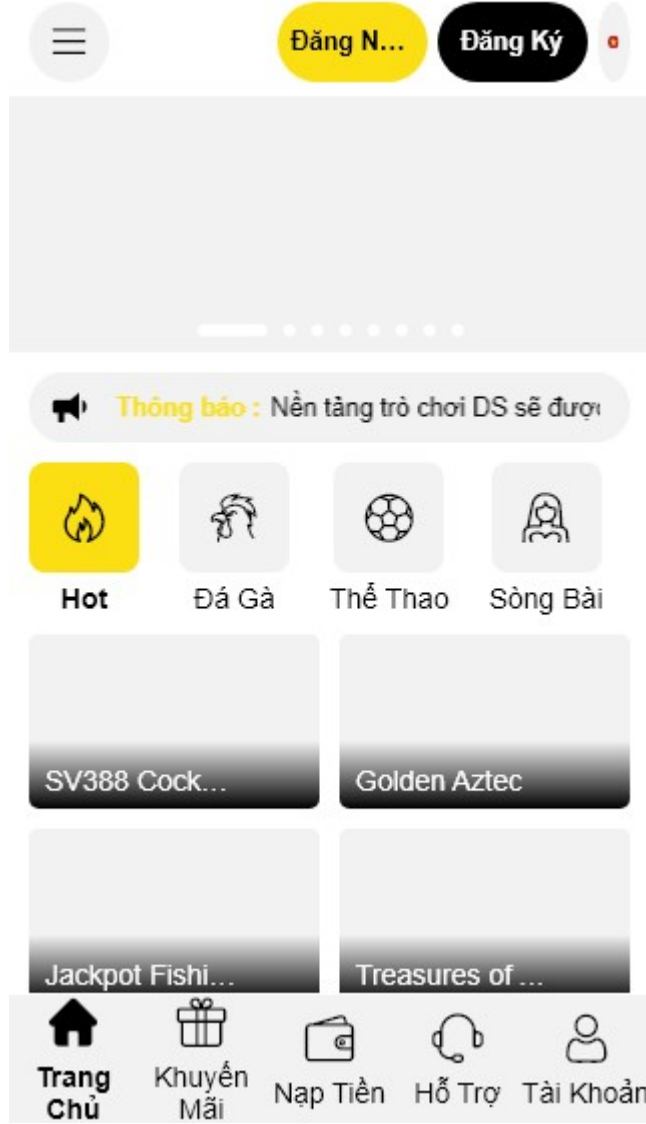 Đăng N... Đăng Ký
Thông báo : Nền tảng trò chơi DS sẽ được
Hot Đá Gà Thể Thao Sòng Bài
SV388 Cock... Golden Aztec
Jackpot Fishi... Treasures of ...
Trang Chủ
Khuyến Mãi
Nạp Tiền
Hỗ Trợ
Tài Khoản